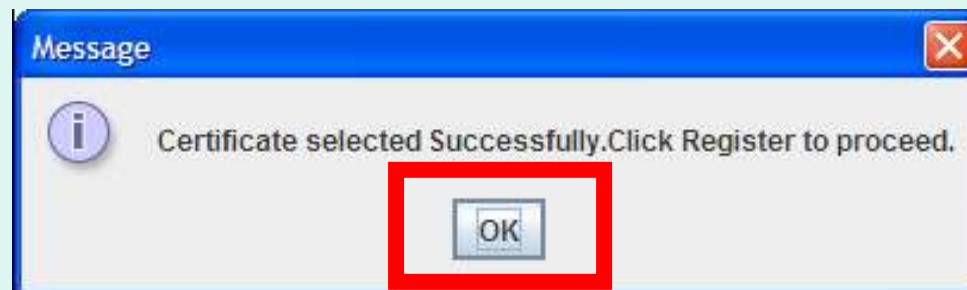 Message
Certificate selected Successfully.Click Register to proceed.
OK